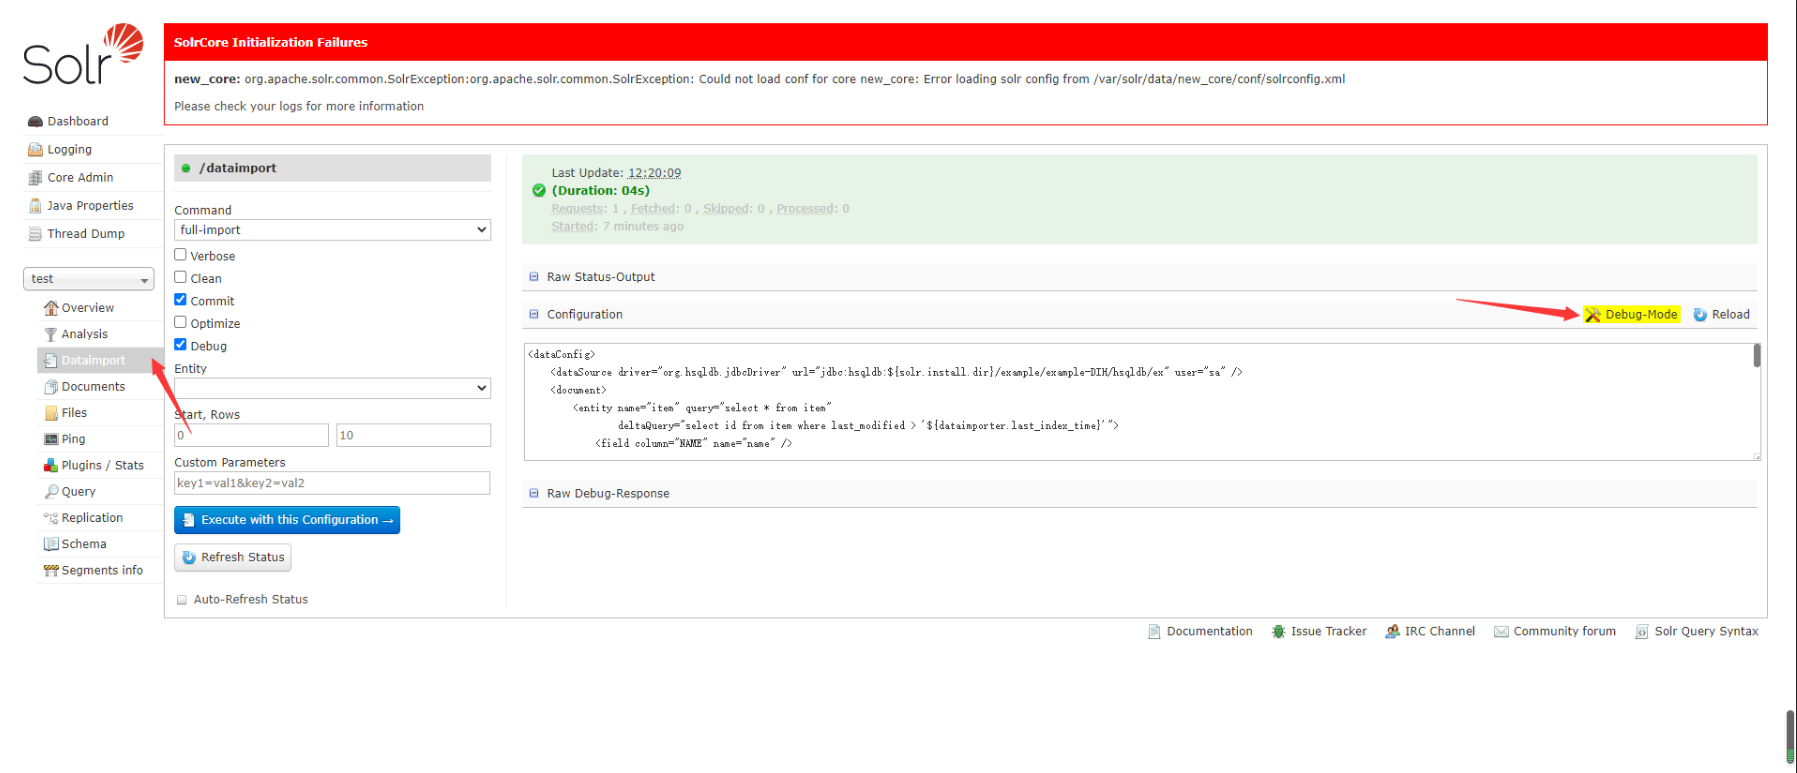 Solr
SolrCore Initialization Failures
new_core: org.apache.solr.common.SolrException:org.apache.solr.common.SolrException: Could not load conf for core new_core: Error loading solr config from /var/solr/data/new_core/conf/solrconfig.xml
Please check your logs for more information
Dashboard
Logging
Core Admin
Java Properties
Thread Dump
test
Overview
Analysis
Dataimport
Documents
Files
Ping
Plugins / Stats
Query
Replication
Schema
Segments info
/dataimport
Command
full-import
Verbose
Clean
Commit
Optimize
Debug
Entity
Start, Rows
0 10
Custom Parameters
key1=val1&key2=val2
Execute with this Configuration →
Refresh Status
Auto-Refresh Status
Last Update: 12:20:09
(Duration: 04s)
Requests: 1 , Fetched: 0 , Skipped: 0 , Processed: 0
Started: 7 minutes ago
Raw Status-Output
Configuration
Debug-Mode Reload
<dataConfig>
<dataSource driver="org.hsqldb.jdbcDriver" url="jdbc:hsqldb:${solr.install.dir}/example/example-DIH/hsqldb/ex" user="sa" />
<document>
<entity name="item" query="select * from item"
deltaQuery="select id from item where last_modified > '${dataimporter.last_index_time}'">
<field column="NAME" name="name" />
Raw Debug-Response
Documentation Issue Tracker IRC Channel Community forum Solr Query Syntax